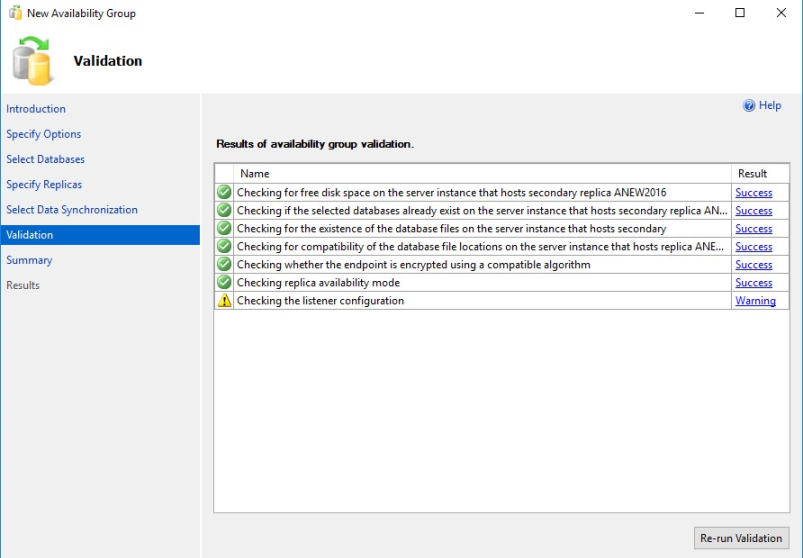 New Availability Group
Validation
Introduction
Specify Options
Select Databases
Specify Replicas
Select Data Synchronization
Validation
Summary
Results
Help
Results of availability group validation.
Name Result
Checking for free disk space on the server instance that hosts secondary replica ANEW2016 Success
Checking if the selected databases already exist on the server instance that hosts secondary replica AN... Success
Checking for the existence of the database files on the server instance that hosts secondary Success
Checking for compatibility of the database file locations on the server instance that hosts replica ANE... Success
Checking whether the endpoint is encrypted using a compatible algorithm Success
Checking replica availability mode Success
Checking the listener configuration Warning
Re-run Validation